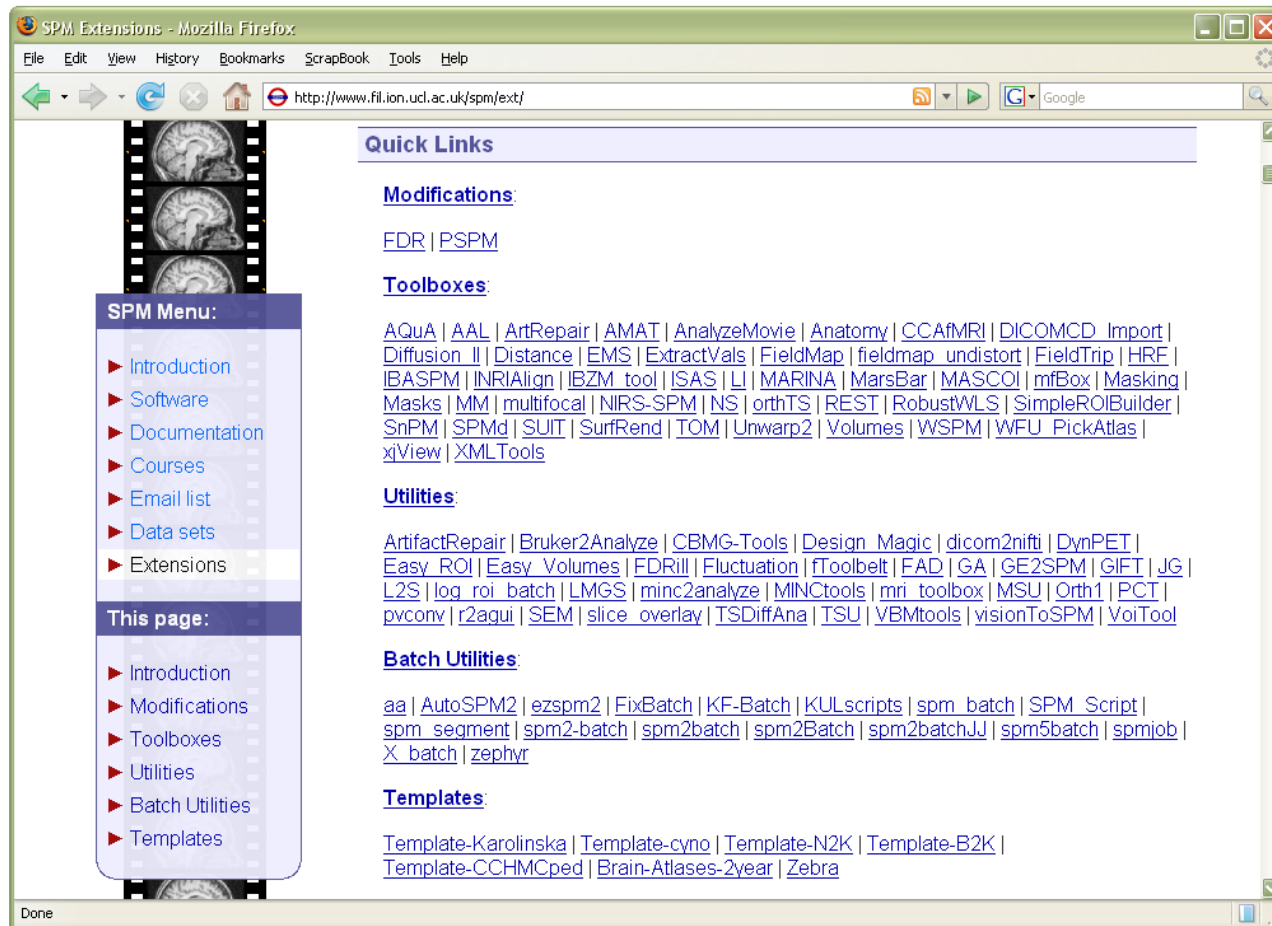 SPM Extensions - Mozilla Firefox
File Edit View History Bookmarks ScrapBook Tools Help
http://www.fil.ion.ucl.ac.uk/spm/ext/
G Google
SPM Menu:
Introduction
Software
Documentation
Courses
Email list
Data sets
Extensions
This page:
Introduction
Modifications
Toolboxes
Utilities
Batch Utilities
Templates
Quick Links
Modifications:
FDR | PSPM
Toolboxes:
AQuA | AAL | ArtRepair | AMAT | AnalyzeMovie | Anatomy | CCAfMRI | DICOMCD_Import |
Diffusion_II | Distance | EMS | ExtractVals | FieldMap | fieldmap_undistort | FieldTrip | HRF |
IBASPM | INRIAlign | IBZM_tool | ISAS | LI | MARINA | MarsBar | MASCOI | mfBox | Masking |
Masks | MM | multifocal | NIRS-SPM | NS | orthTS | REST | RobustWLS | SimpleROIBuilder |
SnPM | SPMd | SUIT | SurfRend | TOM | Unwarp2 | Volumes | WSPM | WFU_PickAtlas |
xjView | XMLTools
Utilities:
ArtifactRepair | Bruker2Analyze | CBMG-Tools | Design_Magic | dicom2nifti | DynPET |
Easy_ROI | Easy_Volumes | FDRill | Fluctuation | fToolbelt | FAD | GA | GE2SPM | GIFT | JG |
L2S | log_roi_batch | LMGS | minc2analyze | MINCtools | mri_toolbox | MSU | Orth1 | PCT |
pvconv | r2agui | SEM | slice_overlay | TSDiffAna | TSU | VBMtools | visionToSPM | VoiTool
Batch Utilities:
aa | AutoSPM2 | ezspm2 | FixBatch | KF-Batch | KULscripts | spm_batch | SPM_Script |
spm_segment | spm2-batch | spm2batch | spm2Batch | spm2batchJJ | spm5batch | spmjob |
X_batch | zephyr
Templates:
Template-Karolinska | Template-cyno | Template-N2K | Template-B2K |
Template-CCHMCped | Brain-Atlases-2year | Zebra
Done